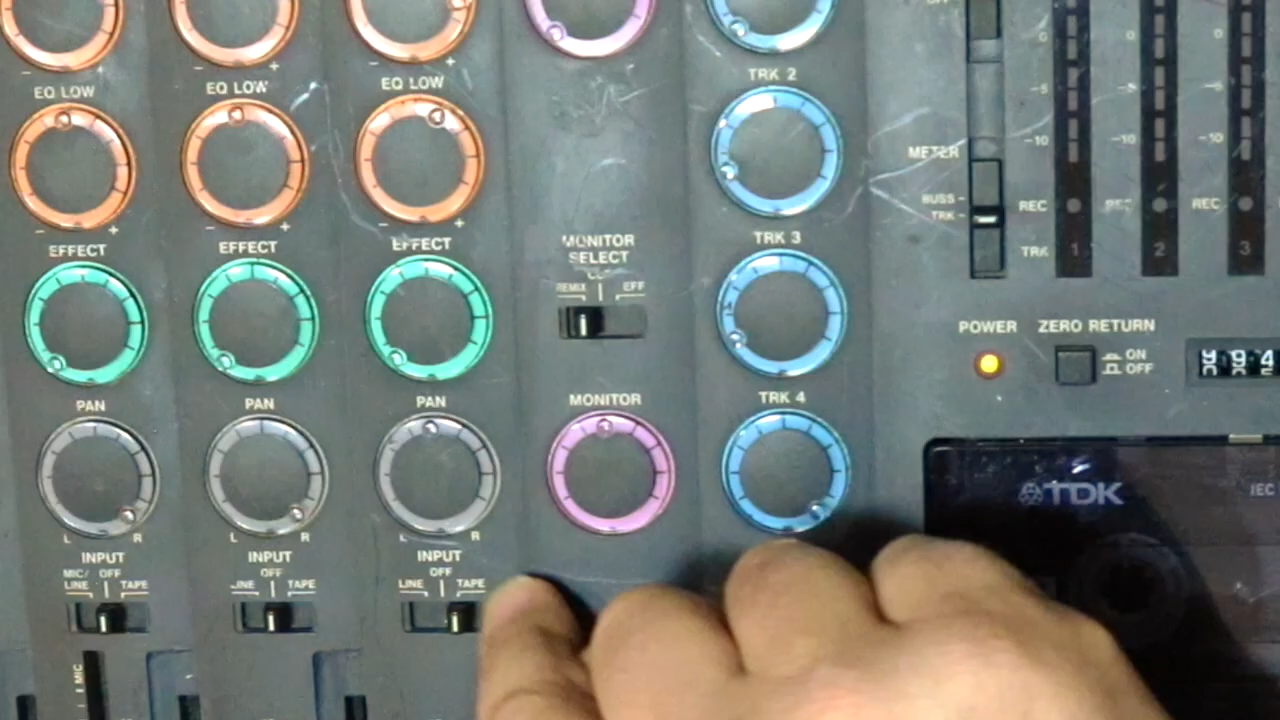 TRK 2
EQ LOW EQ LOW EQ LOW
- + - + - +
0 0 0
-5 -5 -5
-10 -10 -10
METER
BUSS
TRK
REC REC REC
TRK 1 2 3
EFFECT EFFECT EFFECT
MONITOR
SELECT
REMIX EFF
TRK 3
POWER ZERO RETURN
ON
OFF
PAN PAN PAN
MONITOR
TRK 4
TDK
IEC
L R L R L R
INPUT INPUT INPUT
MIC/
LINE OFF TAPE
LINE OFF TAPE
LINE OFF TAPE
MIC